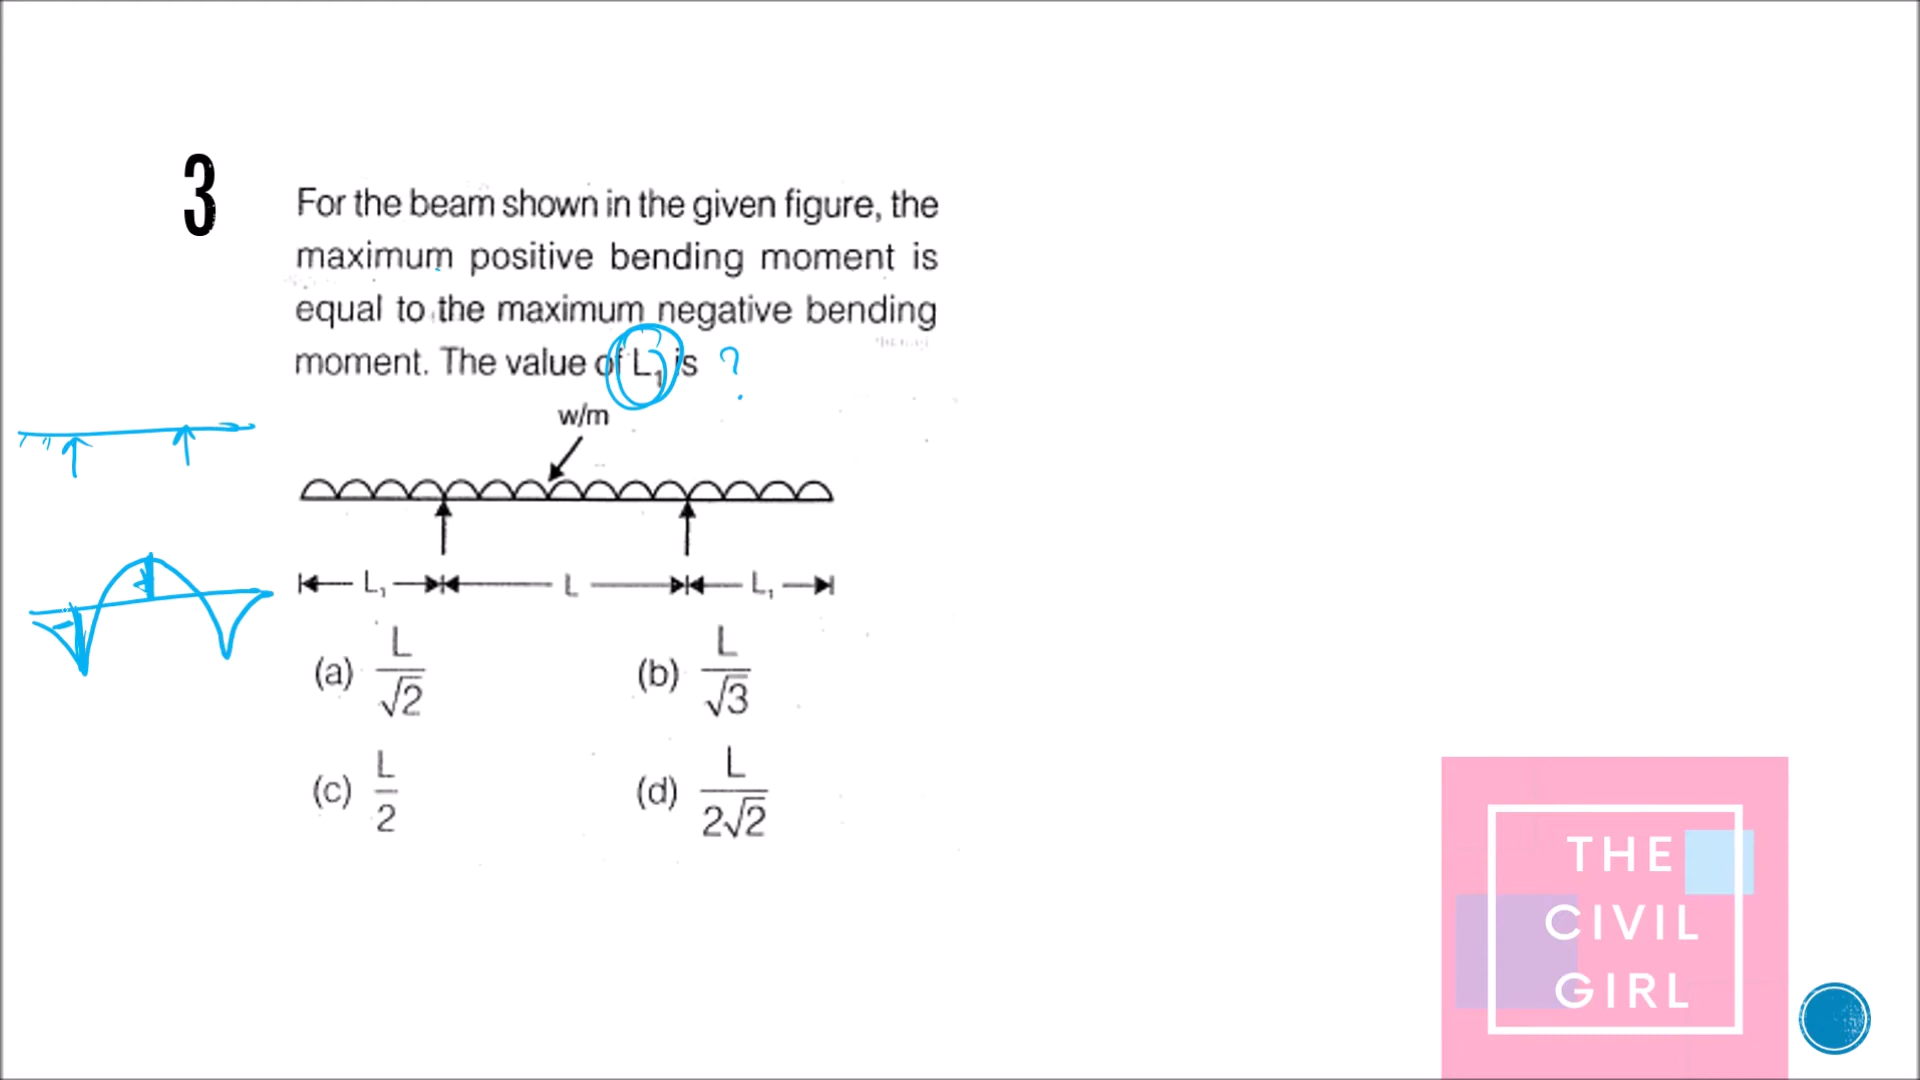 3
For the beam shown in the given figure, the
maximum positive bending moment is
equal to the maximum negative bending
moment. The value of L₁ is ?
w/m
L₁ L L₁
(a) L/√2 (b) L/√3
(c) L/2 (d) L/2√2
THE
CIVIL
GIRL